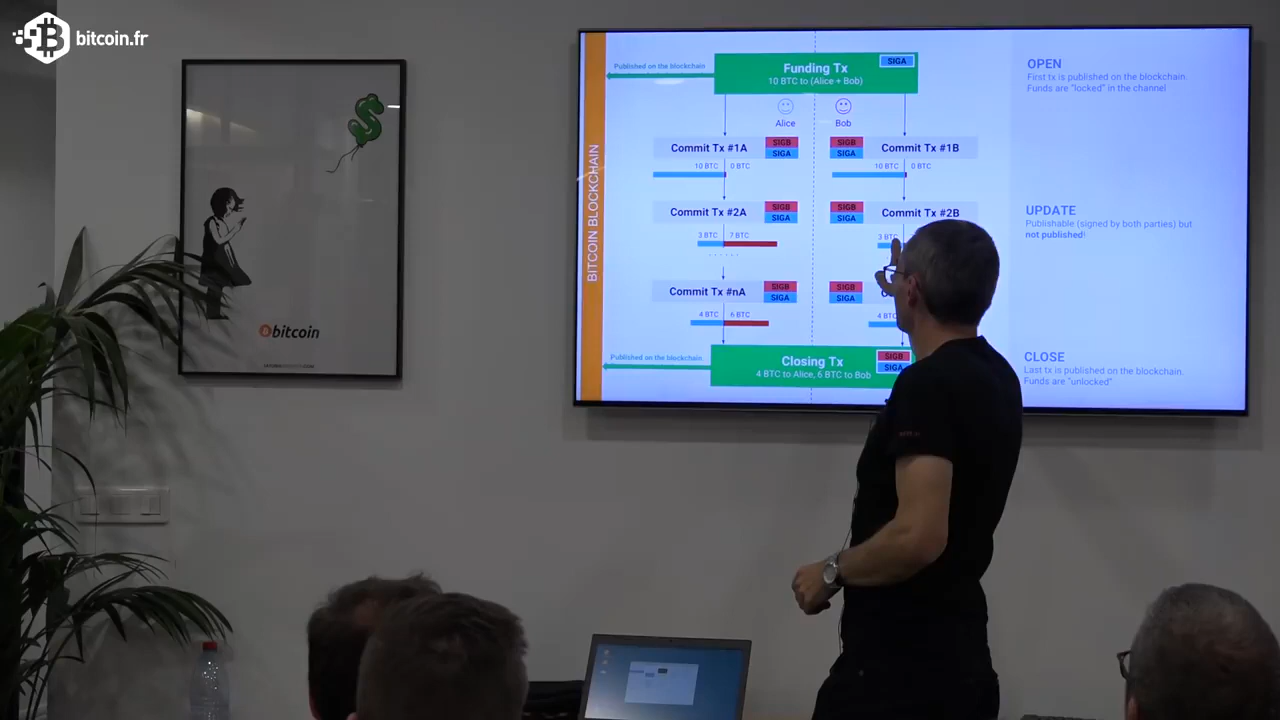 bitcoin.fr
bitcoin
BITCOIN BLOCKCHAIN
Published on the blockchain
Funding Tx
10 BTC to (Alice + Bob)
SIGA
Alice
Bob
Commit Tx #1A
SIGB
SIGA
10 BTC
0 BTC
SIGB
SIGA
Commit Tx #1B
10 BTC
0 BTC
Commit Tx #2A
SIGB
SIGA
3 BTC
7 BTC
......
SIGB
SIGA
Commit Tx #2B
3 BTC
Commit Tx #nA
SIGB
SIGA
4 BTC
6 BTC
SIGB
SIGA
4 BTC
Published on the blockchain
Closing Tx
4 BTC to Alice, 6 BTC to Bob
SIGB
SIGA
OPEN
First tx is published on the blockchain.
Funds are "locked" in the channel
UPDATE
Publishable (signed by both parties) but
not published!
CLOSE
Last tx is published on the blockchain.
Funds are "unlocked"